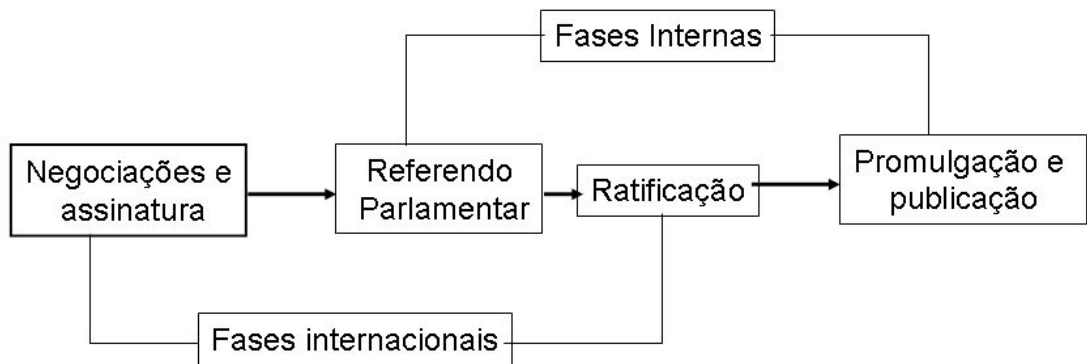 Fases Internas
Negociações e
assinatura
Referendo
Parlamentar
Ratificação
Promulgação e
publicação
Fases internacionais